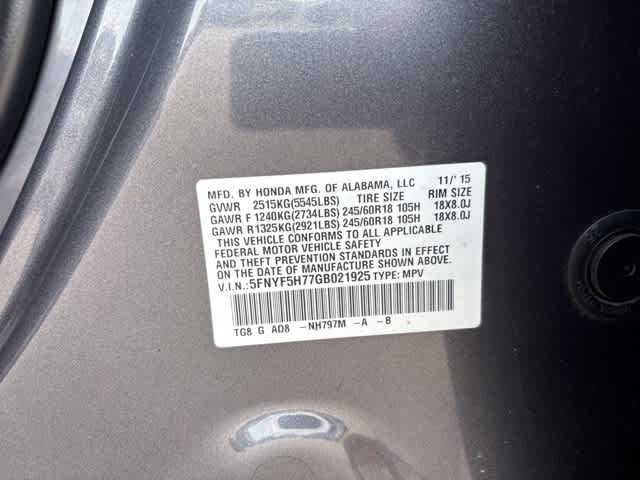 MFD. BY HONDA MFG. OF ALABAMA, LLC 11/'15
GVWR 2515KG(5545LBS) TIRE SIZE RIM SIZE
GAWR F 1240KG(2734LBS) 245/60R18 105H 18X8.0J
GAWR R1325KG(2921LBS) 245/60R18 105H 18X8.0J
THIS VEHICLE CONFORMS TO ALL APPLICABLE
FEDERAL MOTOR VEHICLE SAFETY
AND THEFT PREVENTION STANDARDS IN EFFECT
ON THE DATE OF MANUFACTURE SHOWN ABOVE.
V.I.N.:5FNYF5H77GB021925 TYPE: MPV
TG8 G AD8 -NH797M -A -B